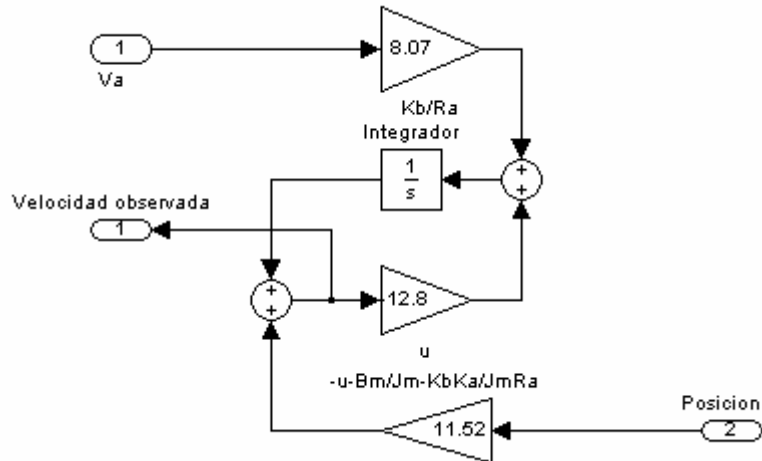 1
Va
8.07
Kb/Ra
Integrador
1
s
+
+
Velocidad observada
1
+
+
12.8
u
-u-Bm/Jm-KbKa/JmRa
11.52
Posicion
2